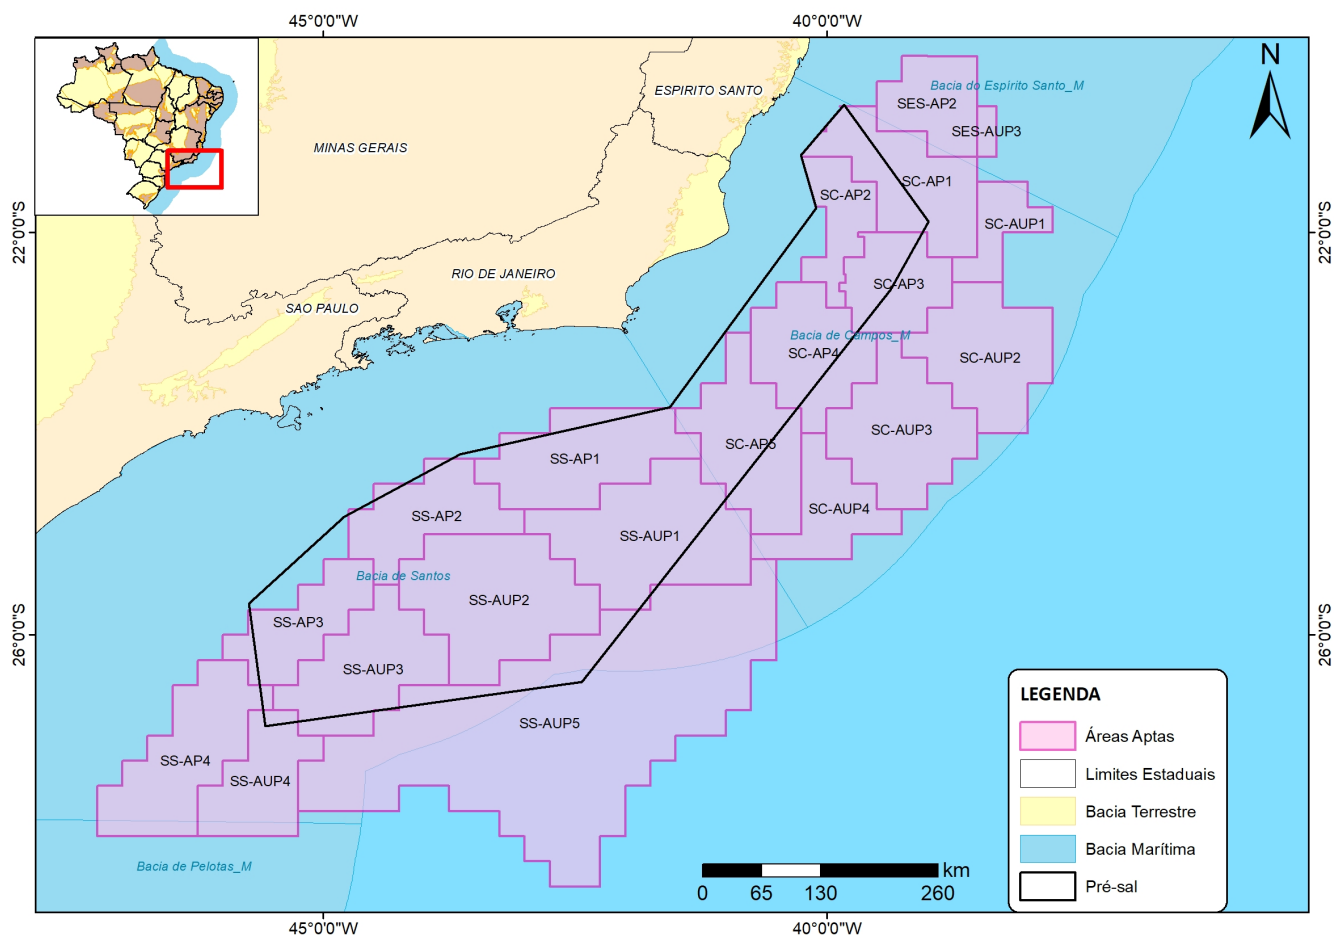 45°0'0"W
40°0'0"W
N
ESPIRITO SANTO
Bacia do Espírito Santo_M
SES-AP2
SES-AUP3
MINAS GERAIS
SC-AP1
SC-AP2
SC-AUP1
22°0'0"S
22°0'0"S
RIO DE JANEIRO
SC-AP3
SAO PAULO
Bacia de Campos_M
SC-AP4
SC-AUP2
SC-AUP3
SC-AP5
SS-AP1
SC-AUP4
SS-AP2
SS-AUP1
Bacia de Santos
SS-AUP2
SS-AP3
26°0'0"S
26°0'0"S
SS-AUP3
SS-AUP5
SS-AP4
SS-AUP4
Bacia de Pelotas_M
LEGENDA
Áreas Aptas
Limites Estaduais
Bacia Terrestre
Bacia Marítima
Pré-sal
km
0
65
130
260
45°0'0"W
40°0'0"W